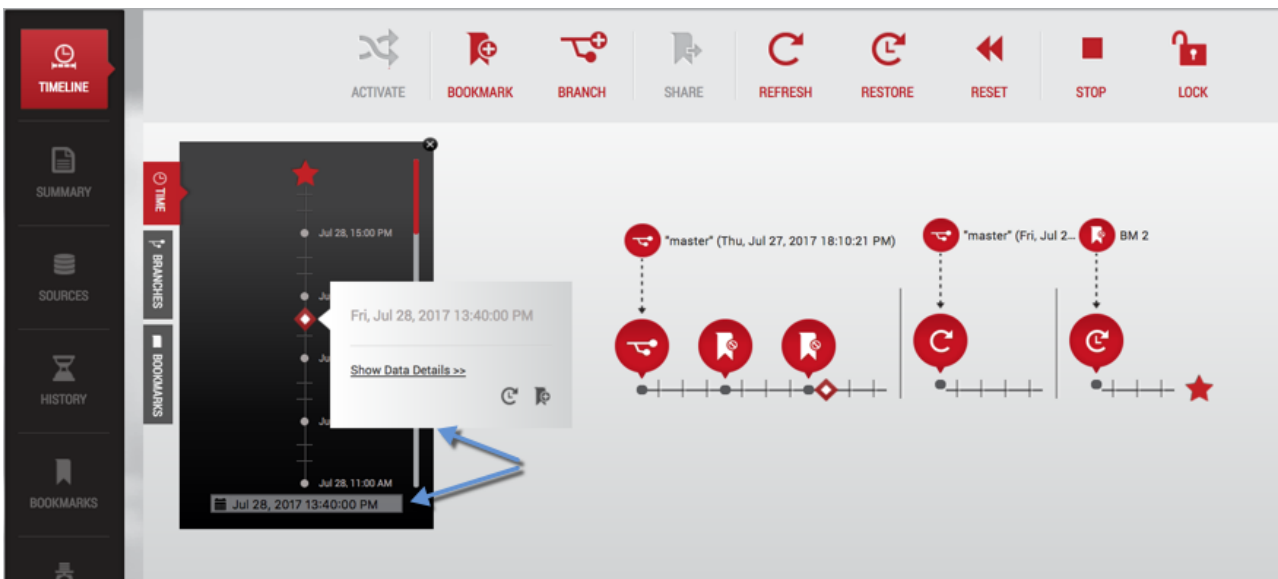 TIMELINE
SUMMARY
SOURCES
HISTORY
BOOKMARKS
ACTIVATE
BOOKMARK
BRANCH
SHARE
REFRESH
RESTORE
RESET
STOP
LOCK
TIME
BRANCHES
BOOKMARKS
Jul 28, 15:00 PM
Ju
Fri, Jul 28, 2017 13:40:00 PM
Ju
Show Data Details >>
Ju
Jul 28, 11:00 AM
Jul 28, 2017 13:40:00 PM
"master" (Thu, Jul 27, 2017 18:10:21 PM)
"master" (Fri, Jul 2...
BM 2